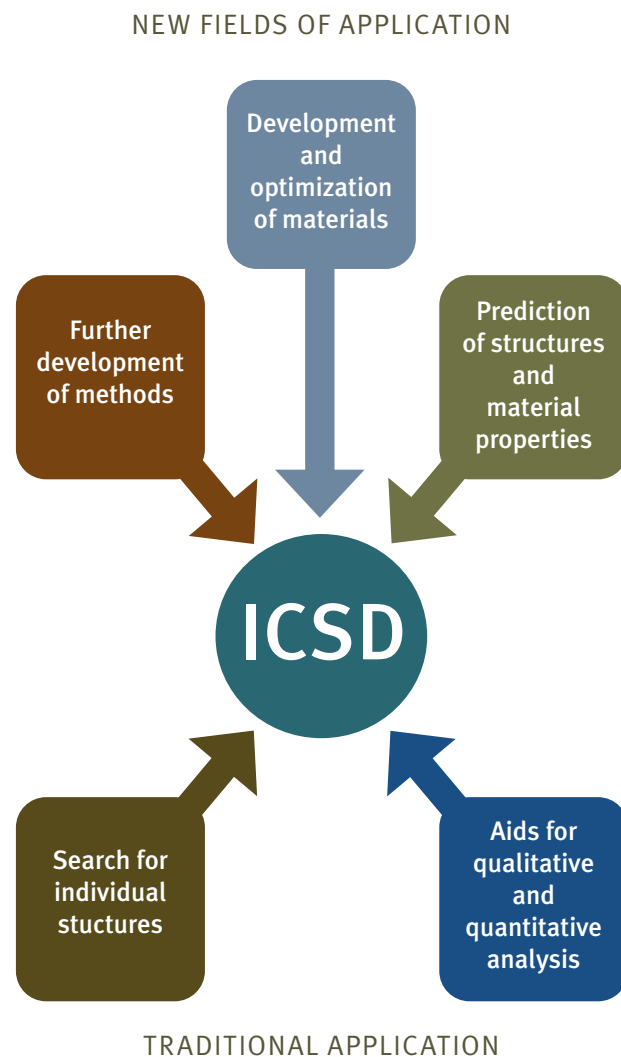 NEW FIELDS OF APPLICATION
Development
and
optimization
of materials
Further
development
of methods
Prediction
of structures
and
material
properties
ICSD
Search for
individual
stuctures
Aids for
qualitative
and
quantitative
analysis
TRADITIONAL APPLICATION